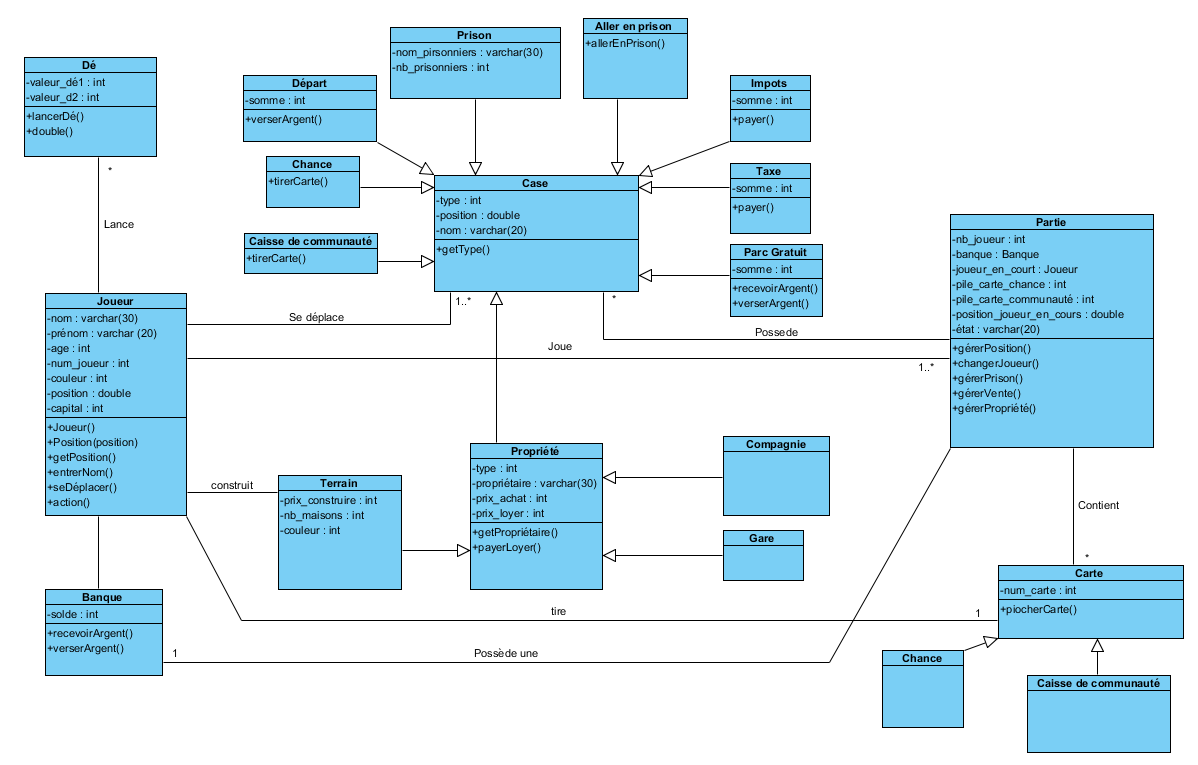 Dé
-valeur_dé1 : int
-valeur_d2 : int
+lancerDé()
+double()
*
Lance
Départ
-somme : int
+verserArgent()
Prison
-nom_pirsonniers : varchar(30)
-nb_prisonniers : int
Aller en prison
+allerEnPrison()
Impots
-somme : int
+payer()
Chance
+tirerCarte()
Caisse de communauté
+tirerCarte()
Case
-type : int
-position : double
-nom : varchar(20)
+getType()
Taxe
-somme : int
+payer()
Parc Gratuit
-somme : int
+recevoirArgent()
+verserArgent()
Partie
-nb_joueur : int
-banque : Banque
-joueur_en_court : Joueur
-pile_carte_chance : int
-pile_carte_communauté : int
-position_joueur_en_cours : double
-état : varchar(20)
+gérerPosition()
+changerJoueur()
+gérerPrison()
+gérerVente()
+gérerPropriété()
Joueur
-nom : varchar(30)
-prénom : varchar (20)
-age : int
-num_joueur : int
-couleur : int
-position : double
-capital : int
+Joueur()
+Position(position)
+getPosition()
+entrerNom()
+seDéplacer()
+action()
1..*
Se déplace
*
Possede
Joue
1..*
construit
Terrain
-prix_construire : int
-nb_maisons : int
-couleur : int
Propriété
-type : int
-propriétaire : varchar(30)
-prix_achat : int
-prix_loyer : int
+getPropriétaire()
+payerLoyer()
Compagnie
Gare
Contient
*
Banque
-solde : int
+recevoirArgent()
+verserArgent()
tire
1
1
Possède une
Carte
-num_carte : int
+piocherCarte()
Chance
Caisse de communauté